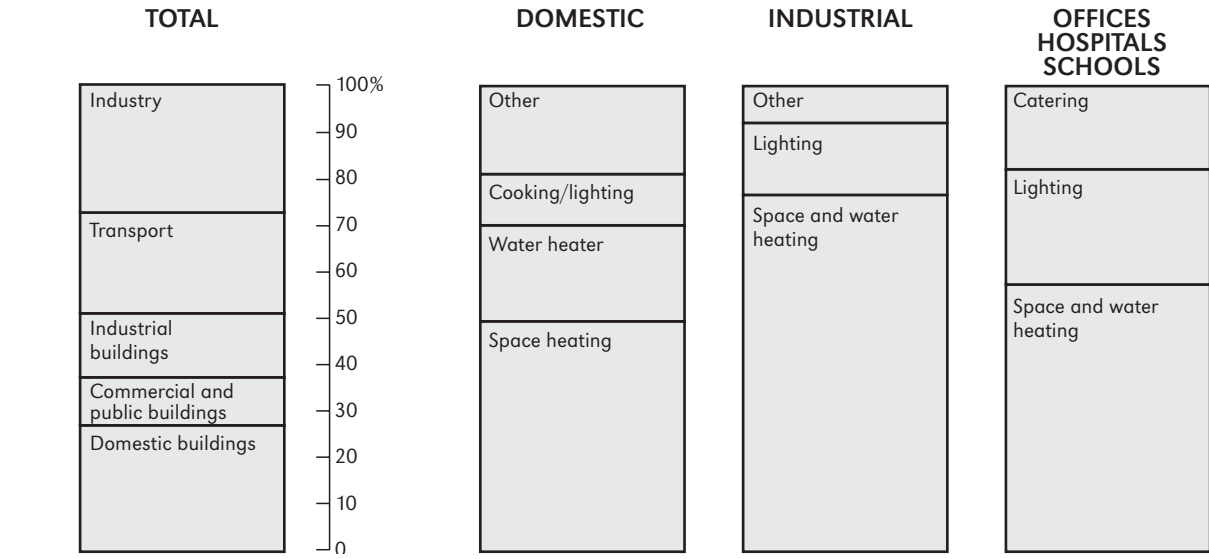 TOTAL
DOMESTIC
INDUSTRIAL
OFFICES
HOSPITALS
SCHOOLS
Industry
Transport
Industrial
buildings
Commercial and
public buildings
Domestic buildings
100%
90
80
70
60
50
40
30
20
10
0
Other
Cooking/lighting
Water heater
Space heating
Other
Lighting
Space and water
heating
Catering
Lighting
Space and water
heating